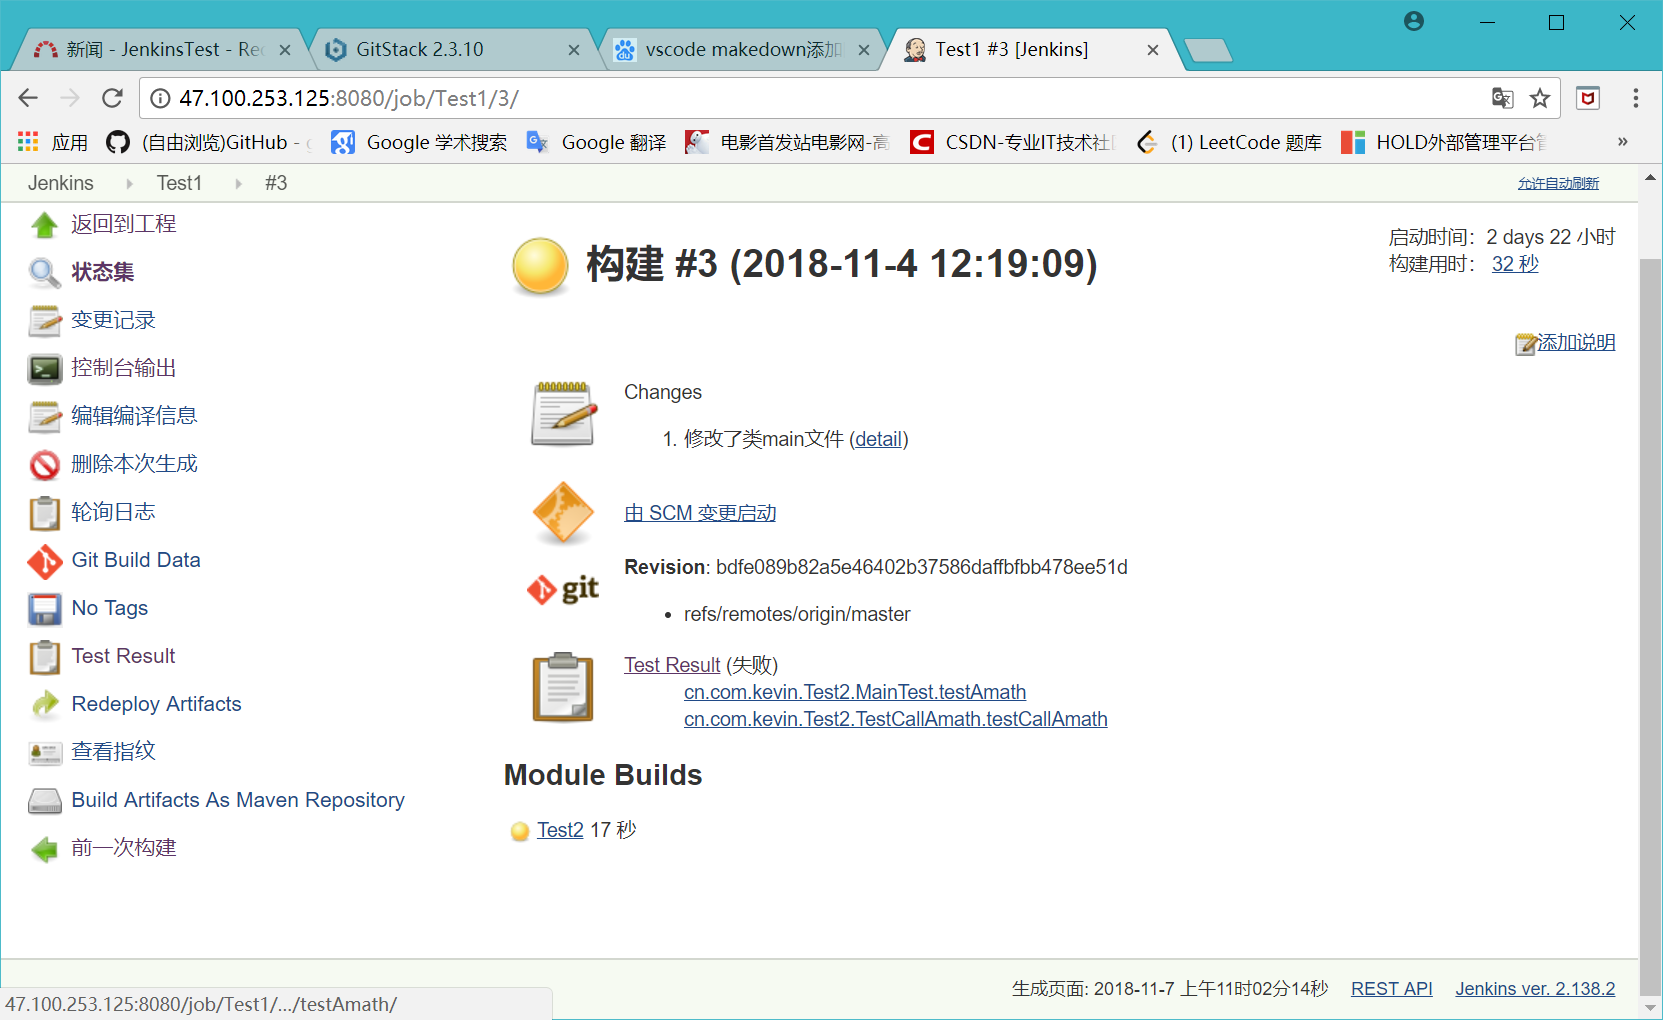 新闻 - JenkinsTest - Re
GitStack 2.3.10
vscode makedown添加
Test1 #3 [Jenkins]
47.100.253.125:8080/job/Test1/3/
应用
(自由浏览)GitHub -
Google 学术搜索
Google 翻译
电影首发站电影网-高
CSDN-专业IT技术社
(1) LeetCode 题库
HOLD外部管理平台
»
Jenkins
Test1
#3
允许自动刷新
返回到工程
状态集
变更记录
控制台输出
编辑编译信息
删除本次生成
轮询日志
Git Build Data
No Tags
Test Result
Redeploy Artifacts
查看指纹
Build Artifacts As Maven Repository
前一次构建
构建 #3 (2018-11-4 12:19:09)
启动时间: 2 days 22 小时
构建用时: 32 秒
添加说明
Changes
1. 修改了类main文件 (detail)
由 SCM 变更启动
git
Revision: bdfe089b82a5e46402b37586daffbfbb478ee51d
• refs/remotes/origin/master
Test Result (失败)
cn.com.kevin.Test2.MainTest.testAmath
cn.com.kevin.Test2.TestCallAmath.testCallAmath
Module Builds
Test2 17 秒
生成页面: 2018-11-7 上午11时02分14秒
REST API
Jenkins ver. 2.138.2
47.100.253.125:8080/job/Test1/.../testAmath/